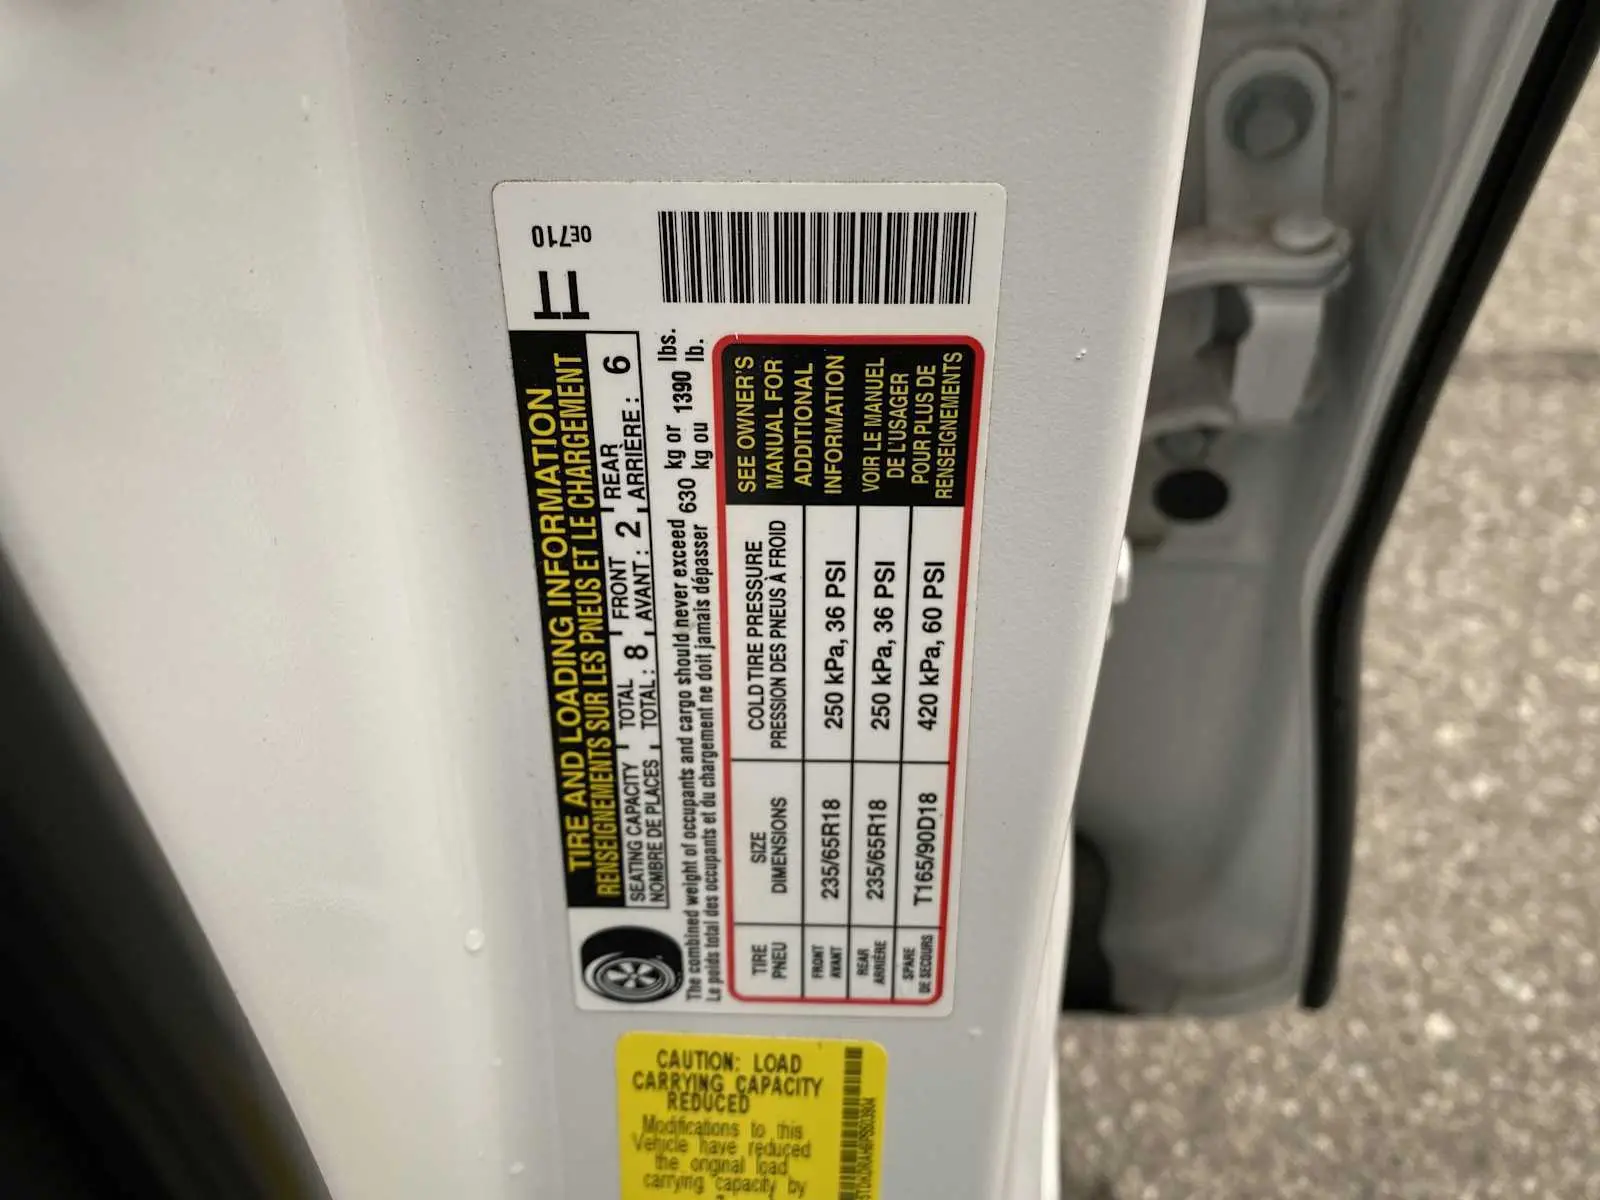 TIRE AND LOADING INFORMATION
RENSEIGNEMENTS SUR LES PNEUS ET LE CHARGEMENT
0E710
SEATING CAPACITY TOTAL 8 FRONT 2 REAR 6
NOMBRE DE PLACES TOTAL: AVANT: ARRIÈRE:
The combined weight of occupants and cargo should never exceed 630 kg or 1390 lbs.
Le poids total des occupants et du chargement ne doit jamais dépasser kg ou lb.
TIRE SIZE COLD TIRE PRESSURE
PNEU DIMENSIONS PRESSION DES PNEUS À FROID
FRONT
AVANT 235/65R18 250 kPa, 36 PSI
REAR
ARRIÈRE 235/65R18 250 kPa, 36 PSI
SPARE
DE SECOURS T165/90D18 420 kPa, 60 PSI
SEE OWNER'S
MANUAL FOR
ADDITIONAL
INFORMATION
VOIR LE MANUEL
DE L'USAGER
POUR PLUS DE
RENSEIGNEMENTS
CAUTION: LOAD
CARRYING CAPACITY
REDUCED
Modifications to this
Vehicle have reduced
the original load
carrying capacity by